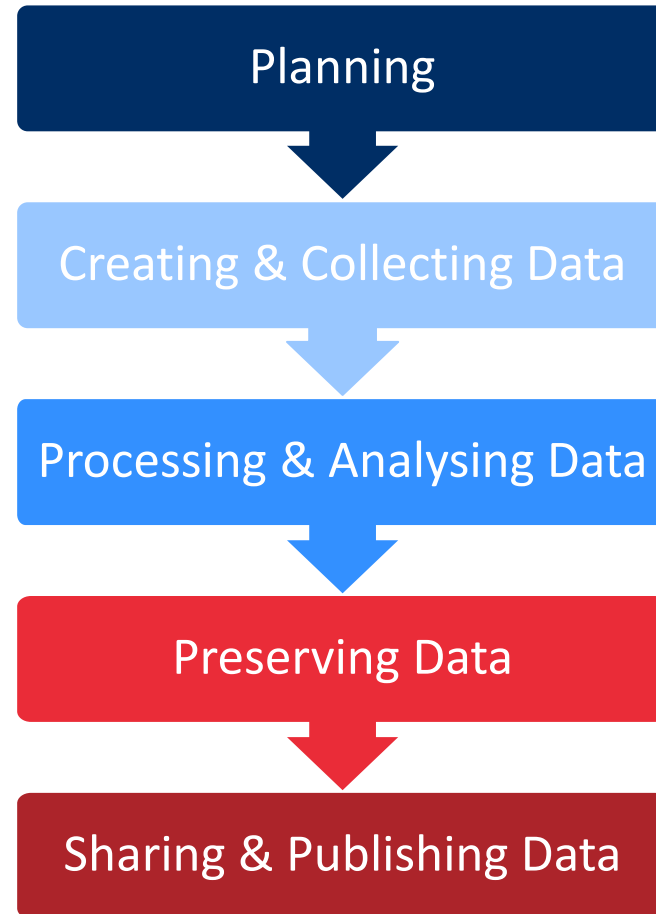 Planning
Creating & Collecting Data
Processing & Analysing Data
Preserving Data
Sharing & Publishing Data